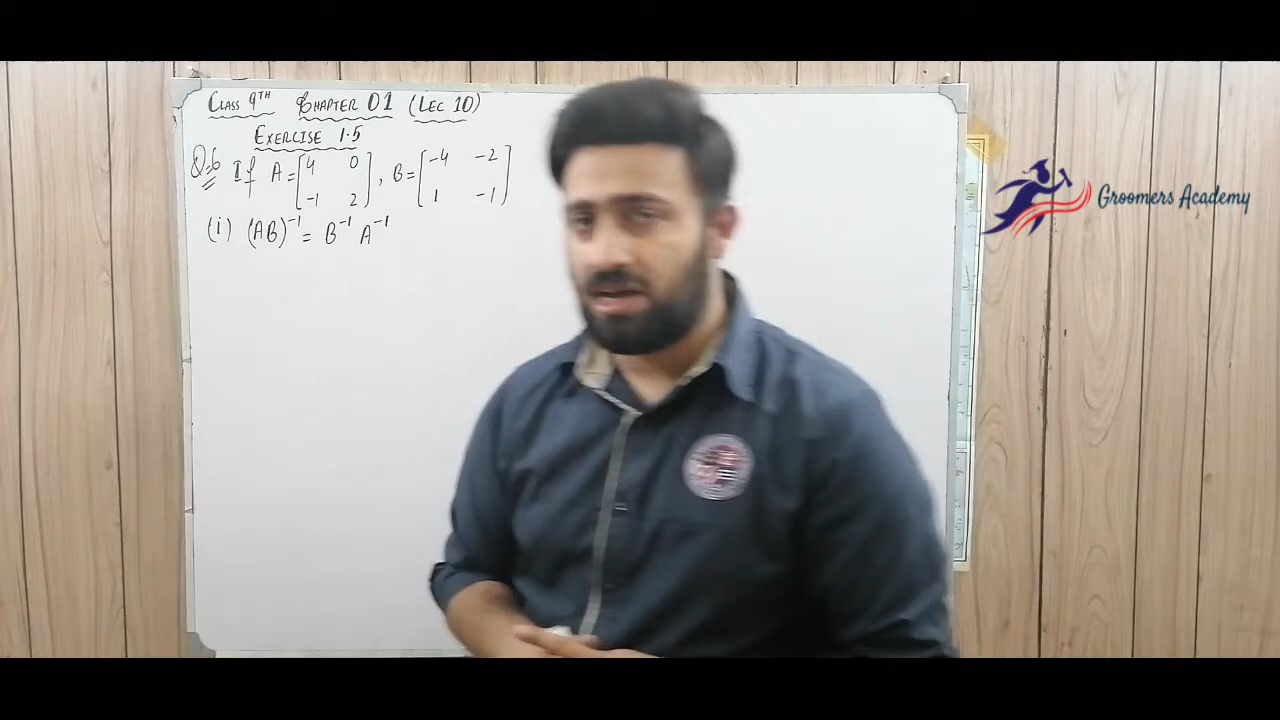 CLASS 9TH CHAPTER 01 (LEC 10)
EXERCISE 1.5
Q.6 If A = [4 0 , B = [-4 -2
-1 2] 1 -1]
(i) (AB)⁻¹ = B⁻¹ A⁻¹
Groomers Academy